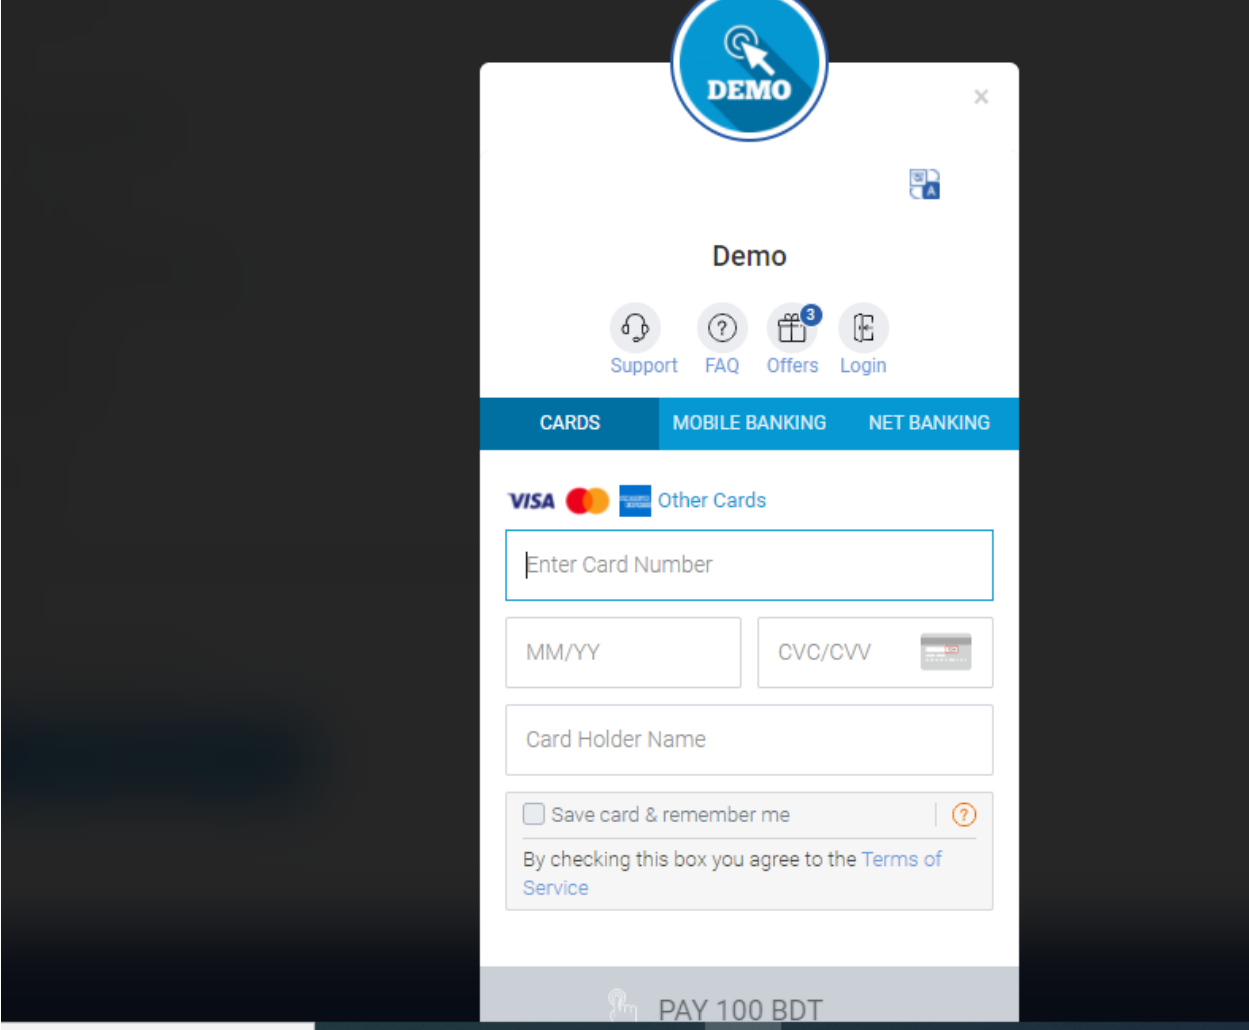 DEMO
×
A
Demo
3
Support FAQ Offers Login
CARDS MOBILE BANKING NET BANKING
VISA Other Cards
Enter Card Number
MM/YY CVC/CVV
Card Holder Name
Save card & remember me ?
By checking this box you agree to the Terms of
Service
PAY 100 BDT